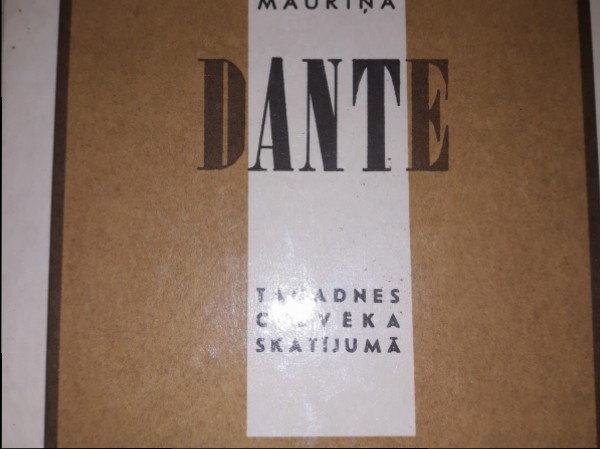 MAURIŅA
DANTE
TAGADNES
CILVĒKA
SKATĪJUMĀ